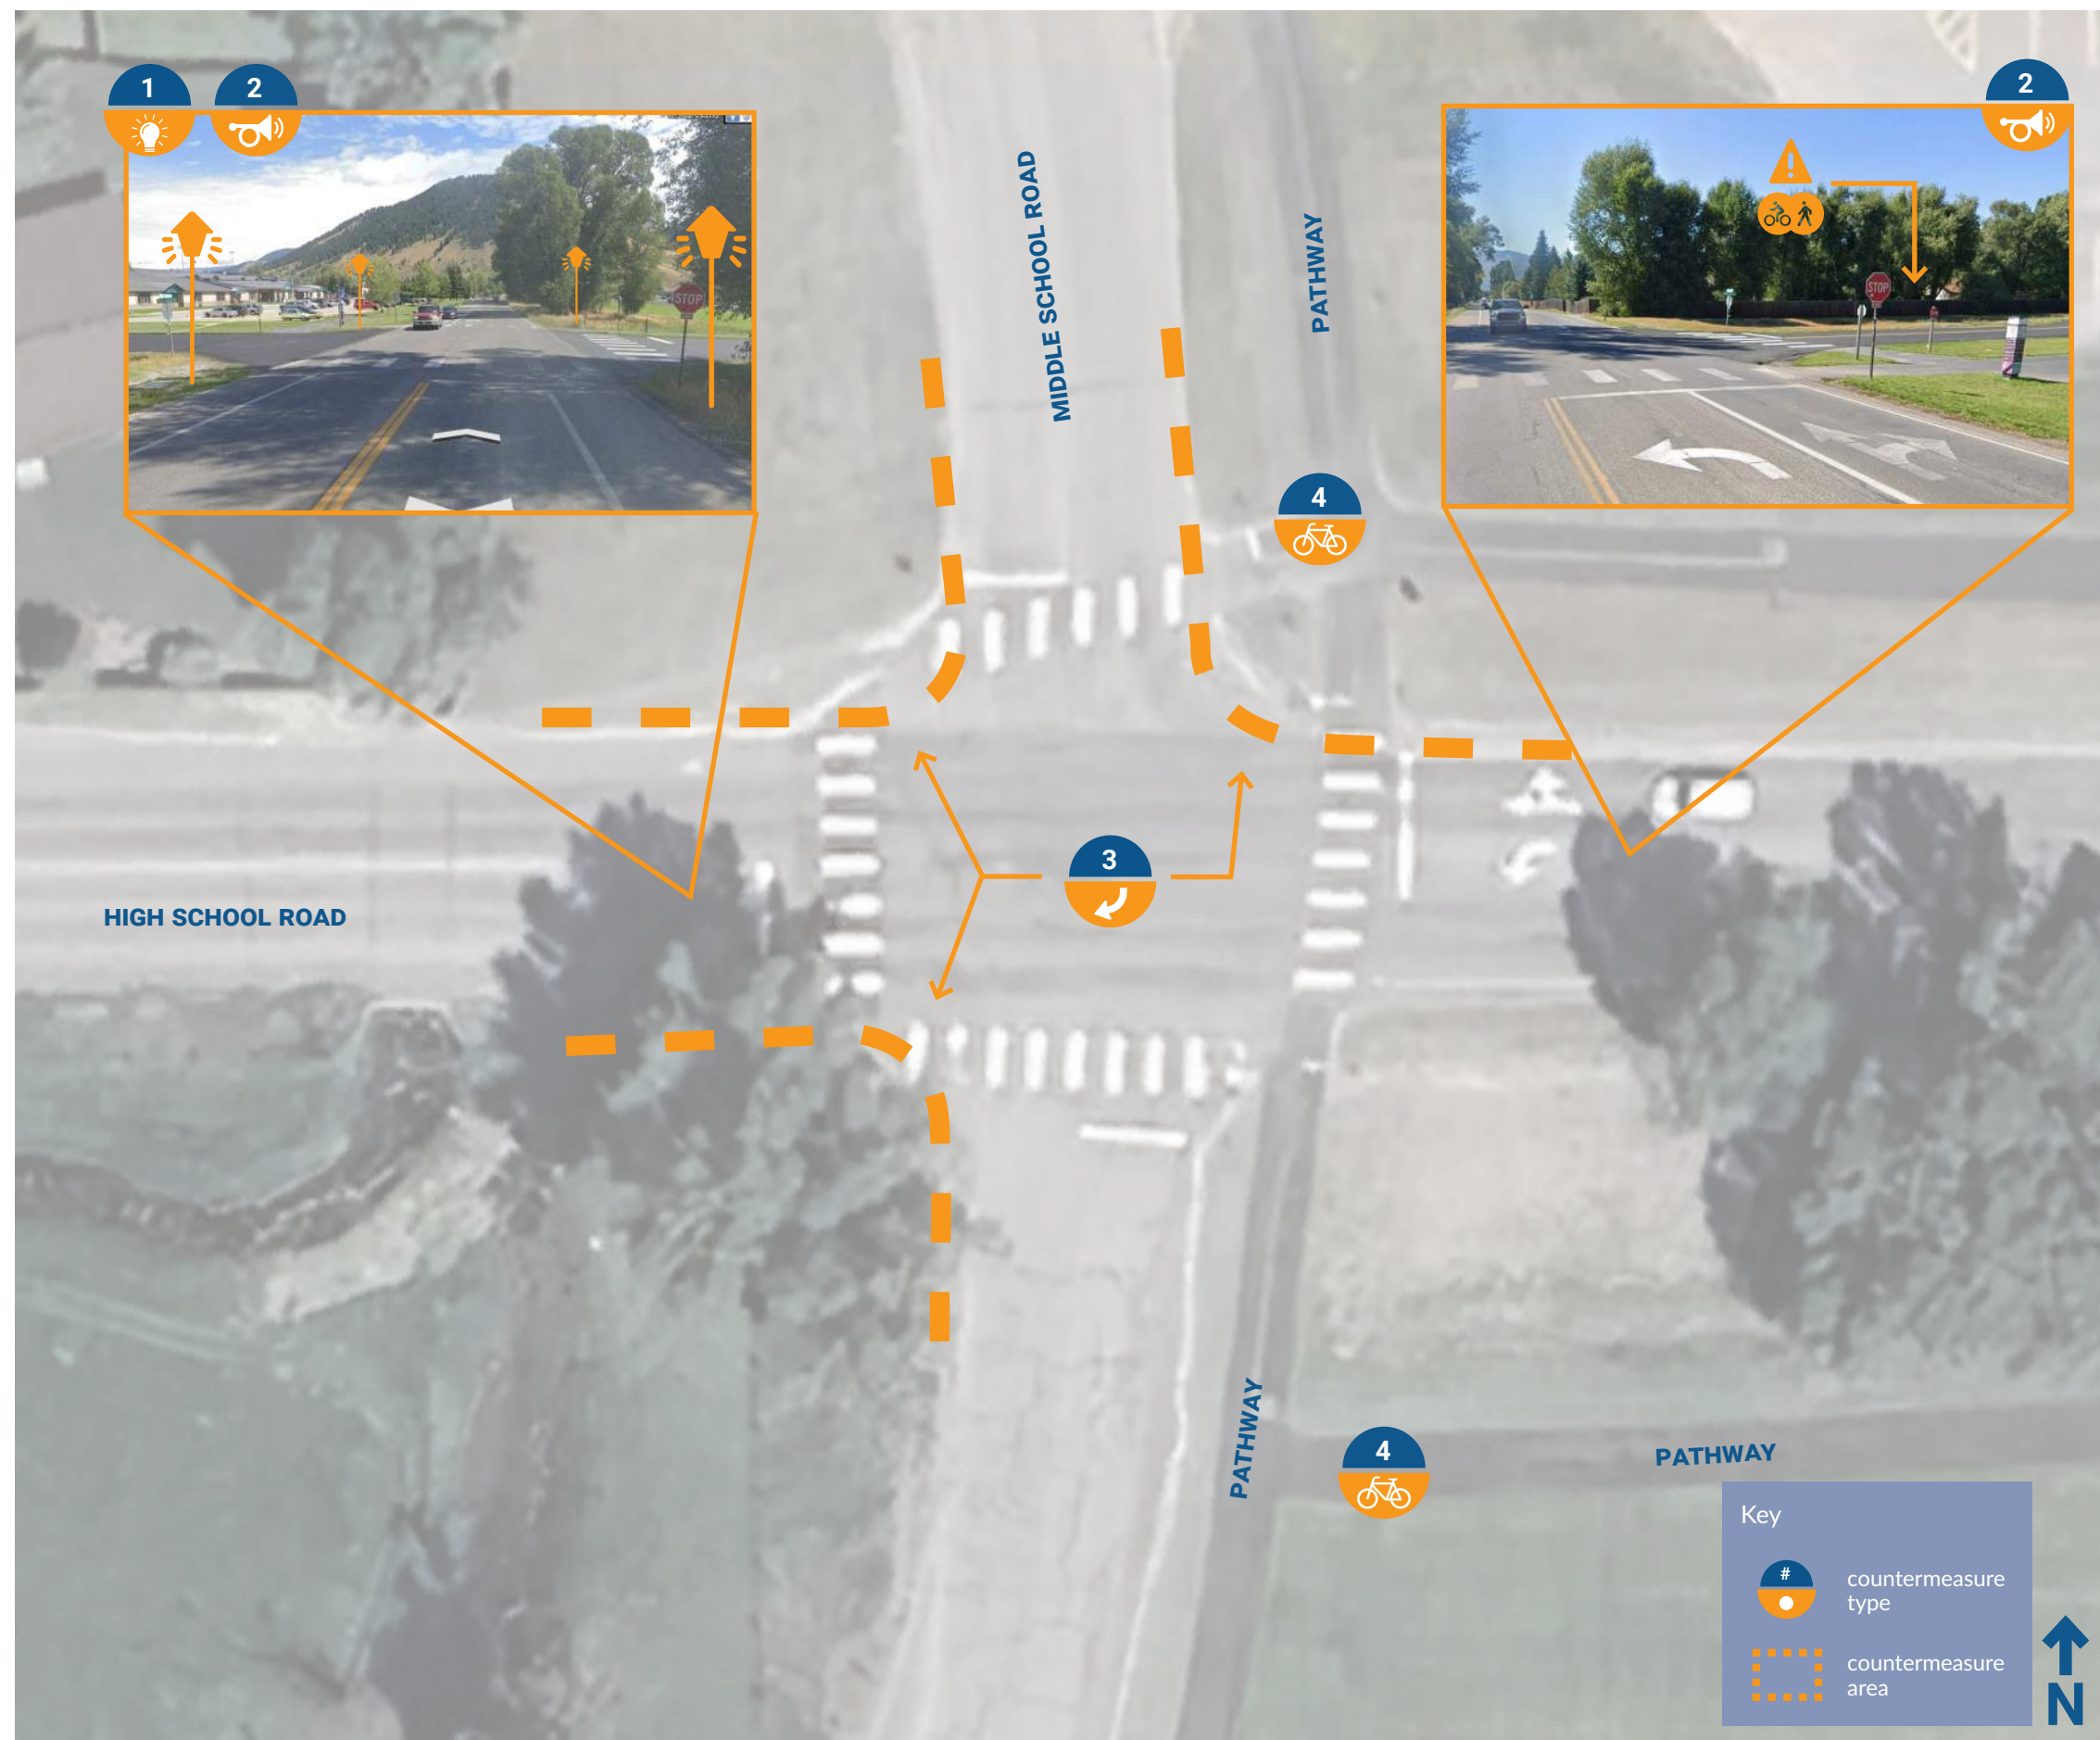 1
2
2
STOP
STOP
MIDDLE SCHOOL ROAD
PATHWAY
4
3
HIGH SCHOOL ROAD
PATHWAY
4
PATHWAY
Key
#
countermeasure
type
countermeasure
area
N